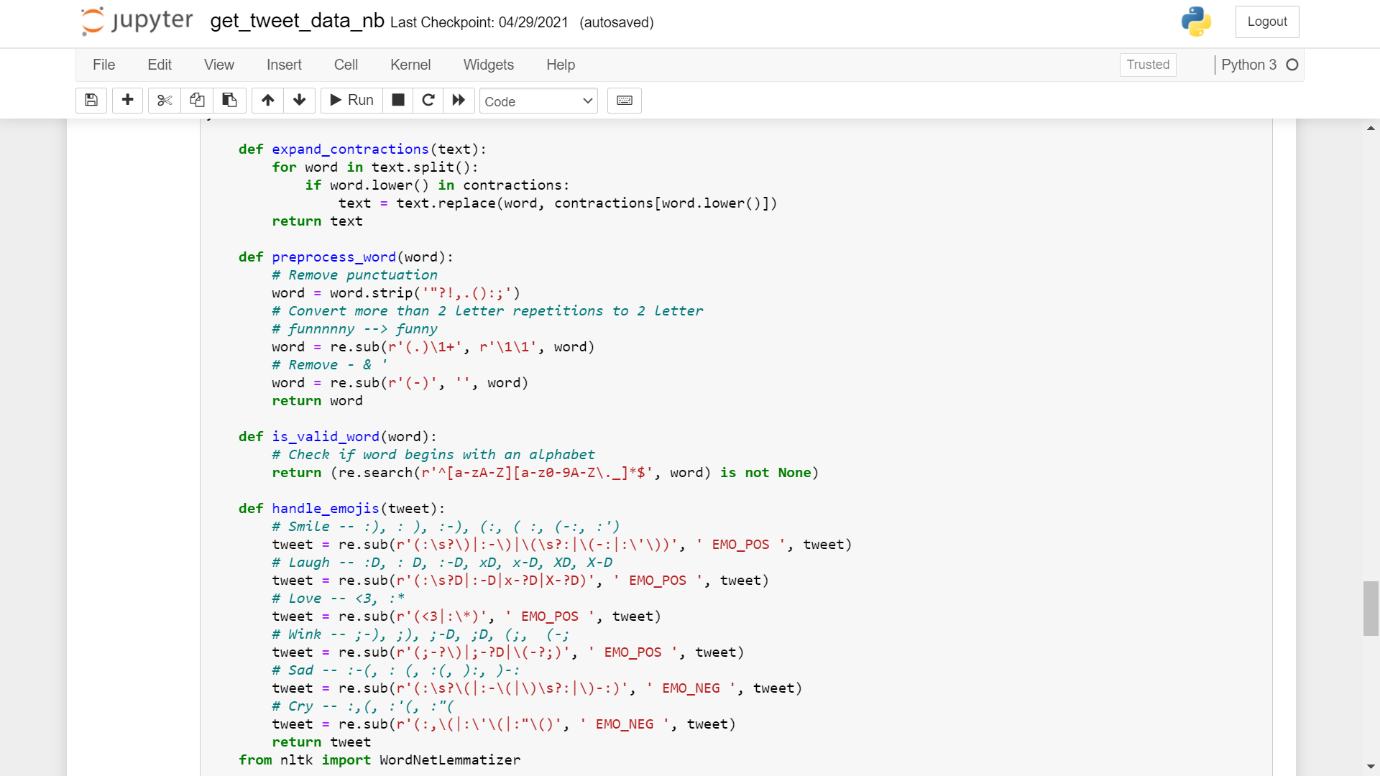 jupyter get_tweet_data_nb Last Checkpoint: 04/29/2021 (autosaved) Logout
File Edit View Insert Cell Kernel Widgets Help Trusted Python 3
Run Code
def expand_contractions(text):
    for word in text.split():
        if word.lower() in contractions:
            text = text.replace(word, contractions[word.lower()])
    return text
def preprocess_word(word):
    # Remove punctuation
    word = word.strip('"?!,.():;')
    # Convert more than 2 letter repetitions to 2 letter
    # funnnnny --> funny
    word = re.sub(r'(.)\1+', r'\1\1', word)
    # Remove - & '
    word = re.sub(r'(-)', '', word)
    return word
def is_valid_word(word):
    # Check if word begins with an alphabet
    return (re.search(r'^[a-zA-Z][a-z0-9A-Z\._]*$', word) is not None)
def handle_emojis(tweet):
    # Smile -- :), : ), :-), (:, ( :, (-:, :')
    tweet = re.sub(r'(:\s?\)|:-\)|\(\s?:|\(-:|:\'\))', ' EMO_POS ', tweet)
    # Laugh -- :D, : D, :-D, xD, x-D, XD, X-D
    tweet = re.sub(r'(:\s?D|:-D|x-?D|X-?D)', ' EMO_POS ', tweet)
    # Love -- <3, :*
    tweet = re.sub(r'(<3|:\*)', ' EMO_POS ', tweet)
    # Wink -- ;-), ;), ;-D, ;D, (;,  (-;
    tweet = re.sub(r'(;-?\)|;-?D|\(-?;)', ' EMO_POS ', tweet)
    # Sad -- :-(, : (, :(, ):, )-:
    tweet = re.sub(r'(:\s?\(|:-\(|\)\s?:|\)-:)', ' EMO_NEG ', tweet)
    # Cry -- :,(, :'(, :"(
    tweet = re.sub(r'(:,\(|:\'\(|:"\()', ' EMO_NEG ', tweet)
    return tweet
from nltk import WordNetLemmatizer